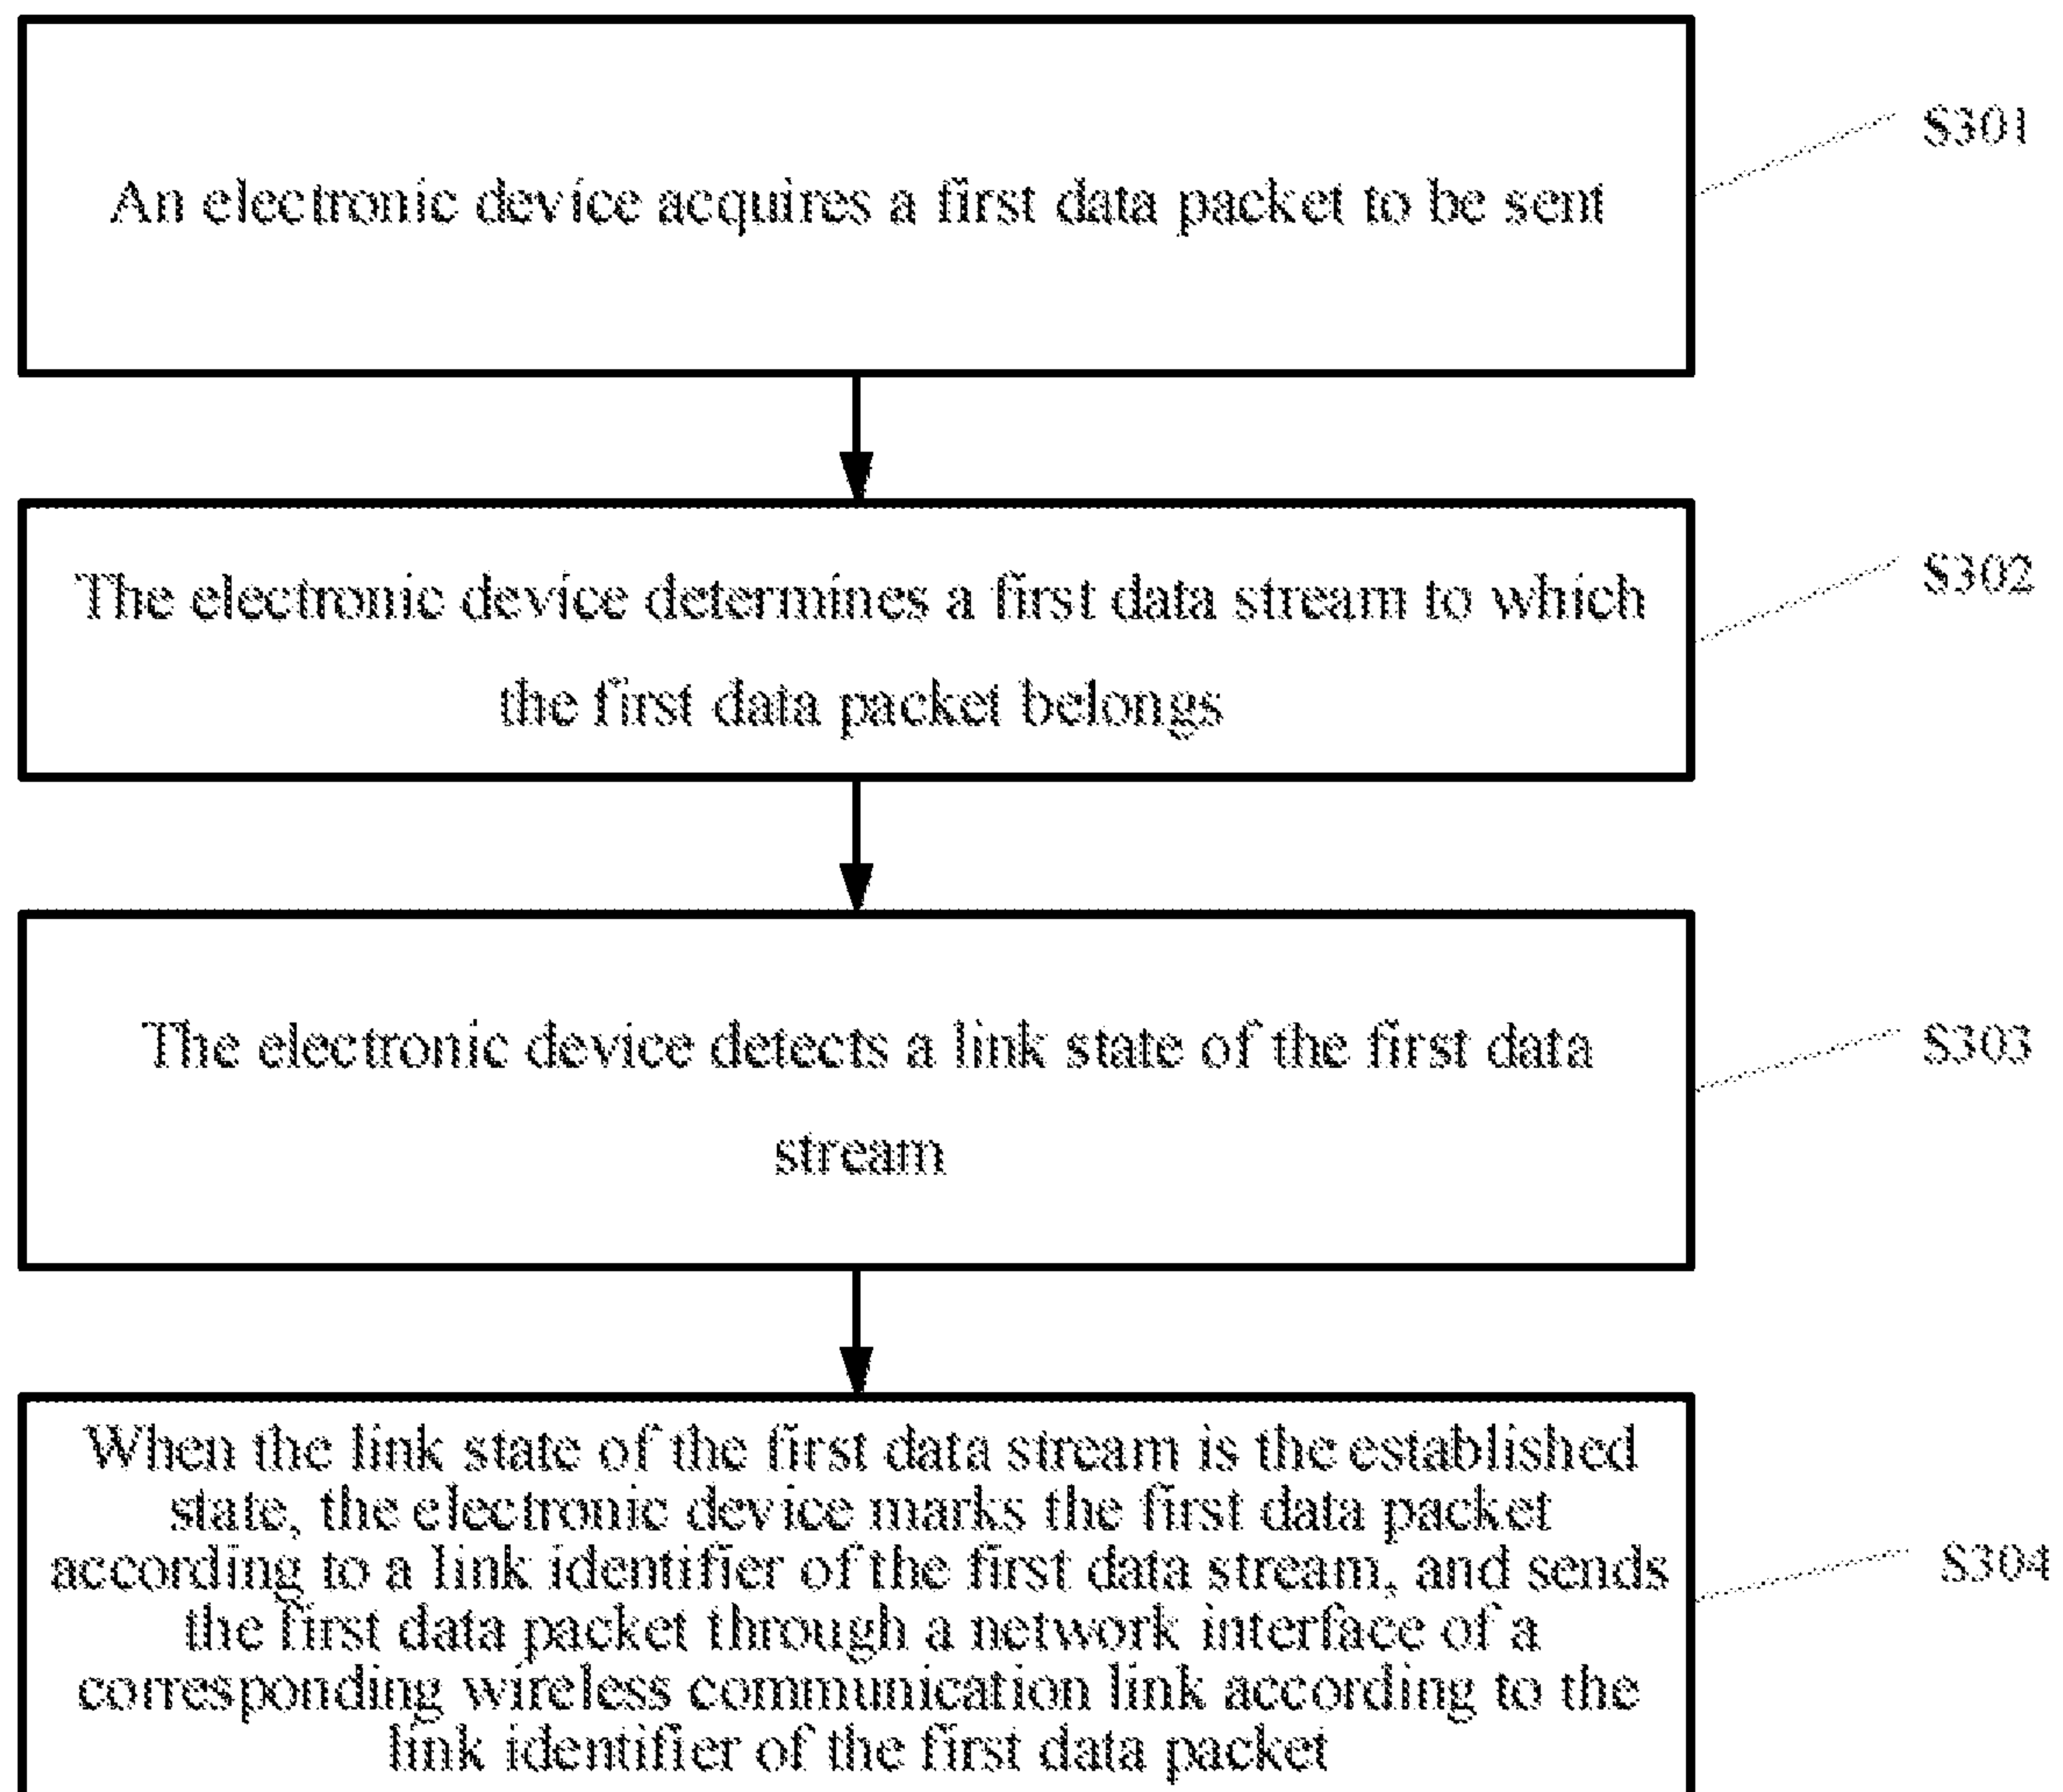 An electronic device acquires a first data packet to be sent
S301
The electronic device determines a first data stream to which
the first data packet belongs
S302
The electronic device detects a link state of the first data
stream
S303
When the link state of the first data stream is the established
state, the electronic device marks the first data packet
according to a link identifier of the first data stream, and sends
the first data packet through a network interface of a
corresponding wireless communication link according to the
link identifier of the first data packet
S304